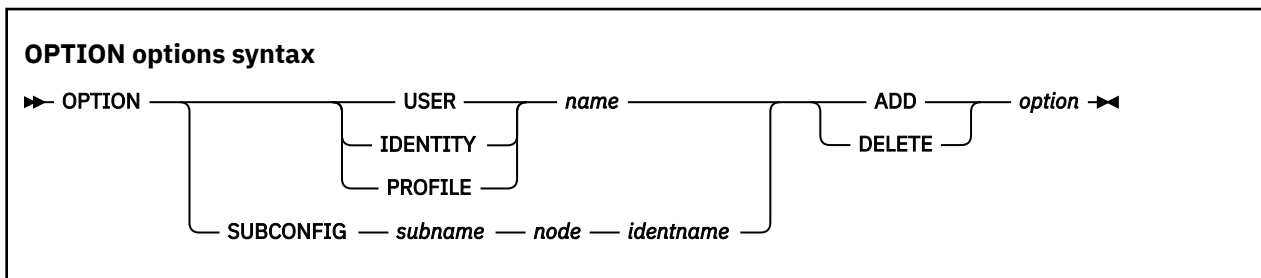 OPTION options syntax
OPTION USER name ADD option
IDENTITY DELETE
PROFILE
SUBCONFIG subname node identname